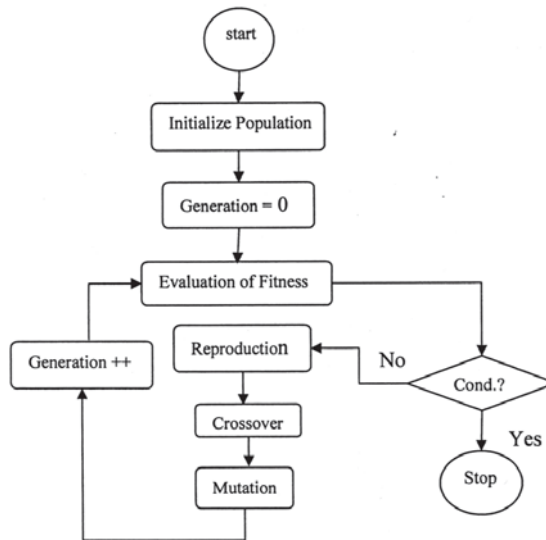 start
Initialize Population
Generation = 0
Evaluation of Fitness
Reproduction
No
Generation ++
Cond.?
Crossover
Yes
Stop
Mutation